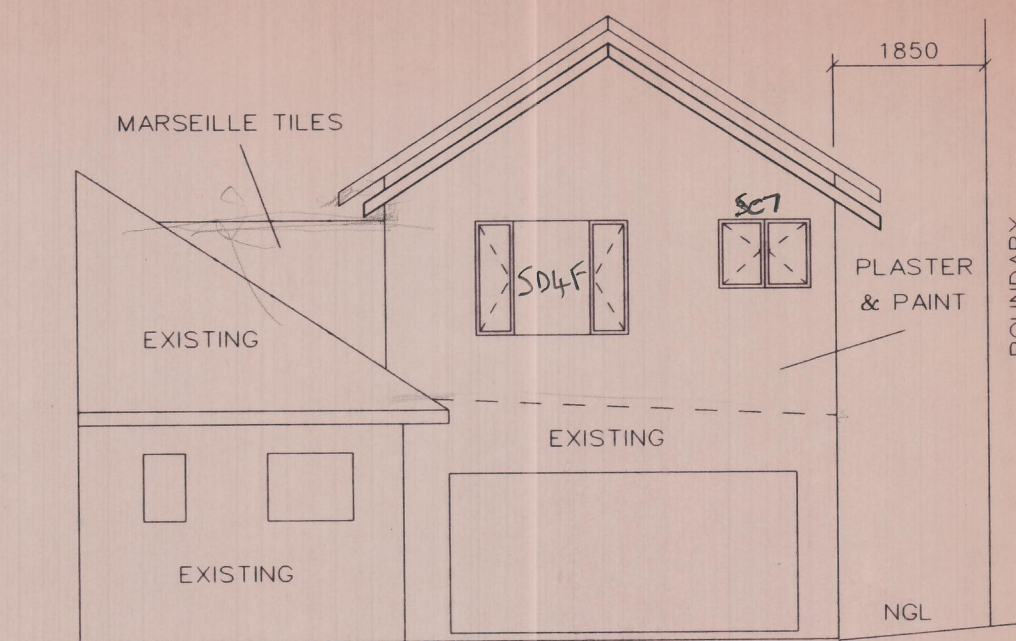 1850
MARSEILLE TILES
SC7
SD4F
PLASTER
& PAINT
BOUNDARY
EXISTING
EXISTING
EXISTING
NGL